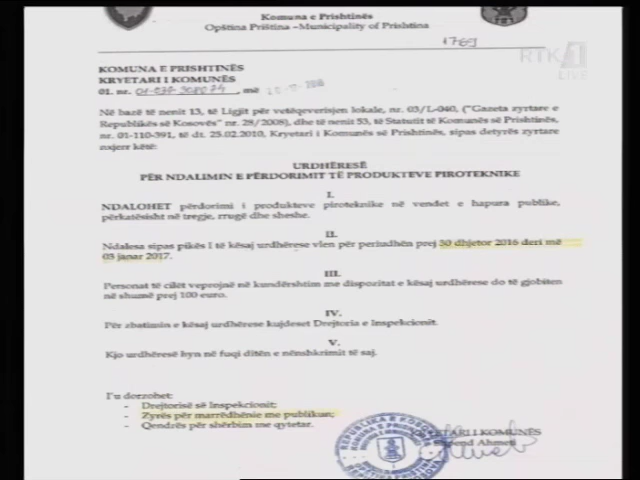 Komuna e Prishtinës
Opština Priština - Municipality of Prishtina
1769
RTK 1
LIVE
KOMUNA E PRISHTINËS
KRYETARI I KOMUNËS
01. nr. , më
Në bazë të nenit 13, të Ligjit për vetëqeverisjen lokale, nr. 03/L-040, ("Gazeta zyrtare e
Republikës së Kosovës" nr. 28/2008), dhe të nenit 53, të Statutit të Komunës së Prishtinës,
nr. 01-110-391, të dt. 25.02.2010, Kryetari i Komunës së Prishtinës, sipas detyrës zyrtare
nxjerr këtë:
URDHËRESË
PËR NDALIMIN E PËRDORIMIT TË PRODUKTEVE PIROTEKNIKE
I.
NDALOHET përdorimi i produkteve piroteknike në vendet e hapura publike,
përkatësisht në tregje, rrugë dhe sheshe.
II.
Ndalesa sipas pikës I të kësaj urdhërese vlen për periudhën prej 30 dhjetor 2016 deri më
03 janar 2017.
III.
Personat të cilët veprojnë në kundërshtim me dispozitat e kësaj urdhërese do të gjobiten
në shumë prej 100 euro.
IV.
Për zbatimin e kësaj urdhërese kujdeset Drejtoria e Inspekcionit.
V.
Kjo urdhëresë hyn në fuqi ditën e nënshkrimit të saj.
I'u dorzohet:
- Drejtorisë së Inspekcionit;
- Zyrës për marrëdhënie me publikun;
- Qendrës për shërbim me qytetar.
KRYETARI I KOMUNËS
Shpend Ahmeti